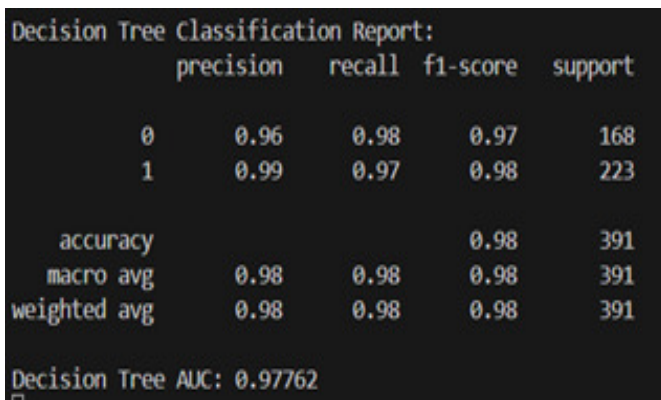 Decision Tree Classification Report:
precision recall f1-score support
0 0.96 0.98 0.97 168
1 0.99 0.97 0.98 223
accuracy 0.98 391
macro avg 0.98 0.98 0.98 391
weighted avg 0.98 0.98 0.98 391
Decision Tree AUC: 0.97762